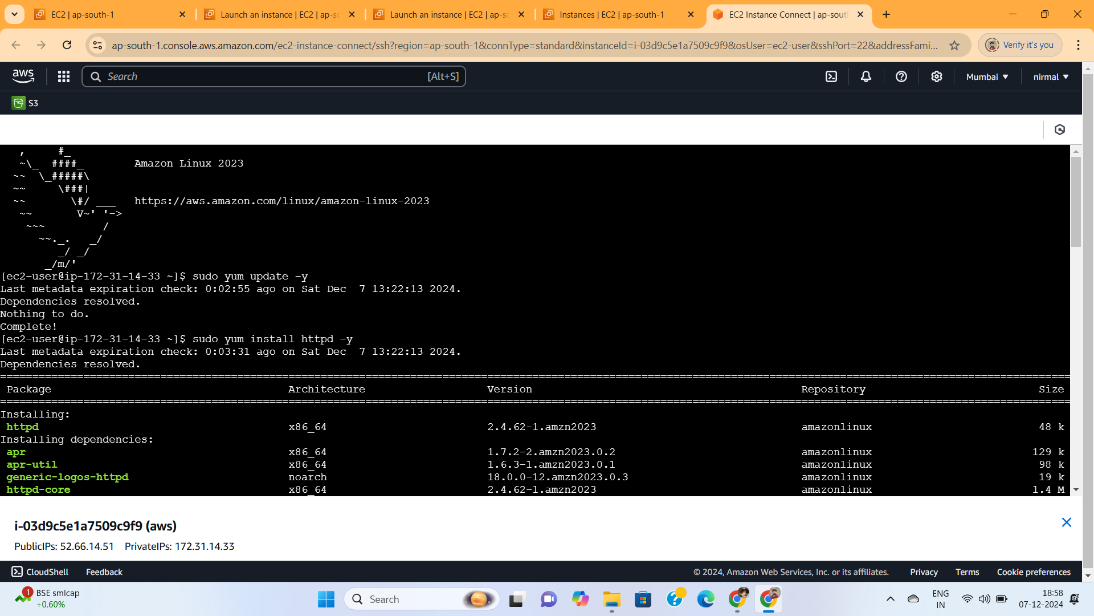 EC2 | ap-south-1
Launch an instance | EC2 | ap-s
Launch an instance | EC2 | ap-s
Instances | EC2 | ap-south-1
EC2 Instance Connect | ap-sout
ap-south-1.console.aws.amazon.com/ec2-instance-connect/ssh?region=ap-south-1&connType=standard&instanceId=i-03d9c5e1a7509c9f9&osUser=ec2-user&sshPort=22&addressFami...
Verify it's you
aws
Search [Alt+S]
Mumbai ▼
nirmal ▼
S3
   ,     #_
   ~\_  ####_        Amazon Linux 2023
  ~~  \_#####\
  ~~     \###|
  ~~       \#/ ___   https://aws.amazon.com/linux/amazon-linux-2023
   ~~       V~' '->
    ~~~         /
      ~~._.   _/
         _/ _/
       _/m/'
[ec2-user@ip-172-31-14-33 ~]$ sudo yum update -y
Last metadata expiration check: 0:02:55 ago on Sat Dec  7 13:22:13 2024.
Dependencies resolved.
Nothing to do.
Complete!
[ec2-user@ip-172-31-14-33 ~]$ sudo yum install httpd -y
Last metadata expiration check: 0:03:31 ago on Sat Dec  7 13:22:13 2024.
Dependencies resolved.
Package Architecture Version Repository Size
Installing:
httpd x86_64 2.4.62-1.amzn2023 amazonlinux 48 k
Installing dependencies:
apr x86_64 1.7.2-2.amzn2023.0.2 amazonlinux 129 k
apr-util x86_64 1.6.3-1.amzn2023.0.1 amazonlinux 98 k
generic-logos-httpd noarch 18.0.0-12.amzn2023.0.3 amazonlinux 19 k
httpd-core x86_64 2.4.62-1.amzn2023 amazonlinux 1.4 M
i-03d9c5e1a7509c9f9 (aws)
PublicIPs: 52.66.14.51 PrivateIPs: 172.31.14.33
CloudShell Feedback © 2024, Amazon Web Services, Inc. or its affiliates. Privacy Terms Cookie preferences
1
BSE smlcap
+0.60%
Search
ENG
IN
18:58
07-12-2024